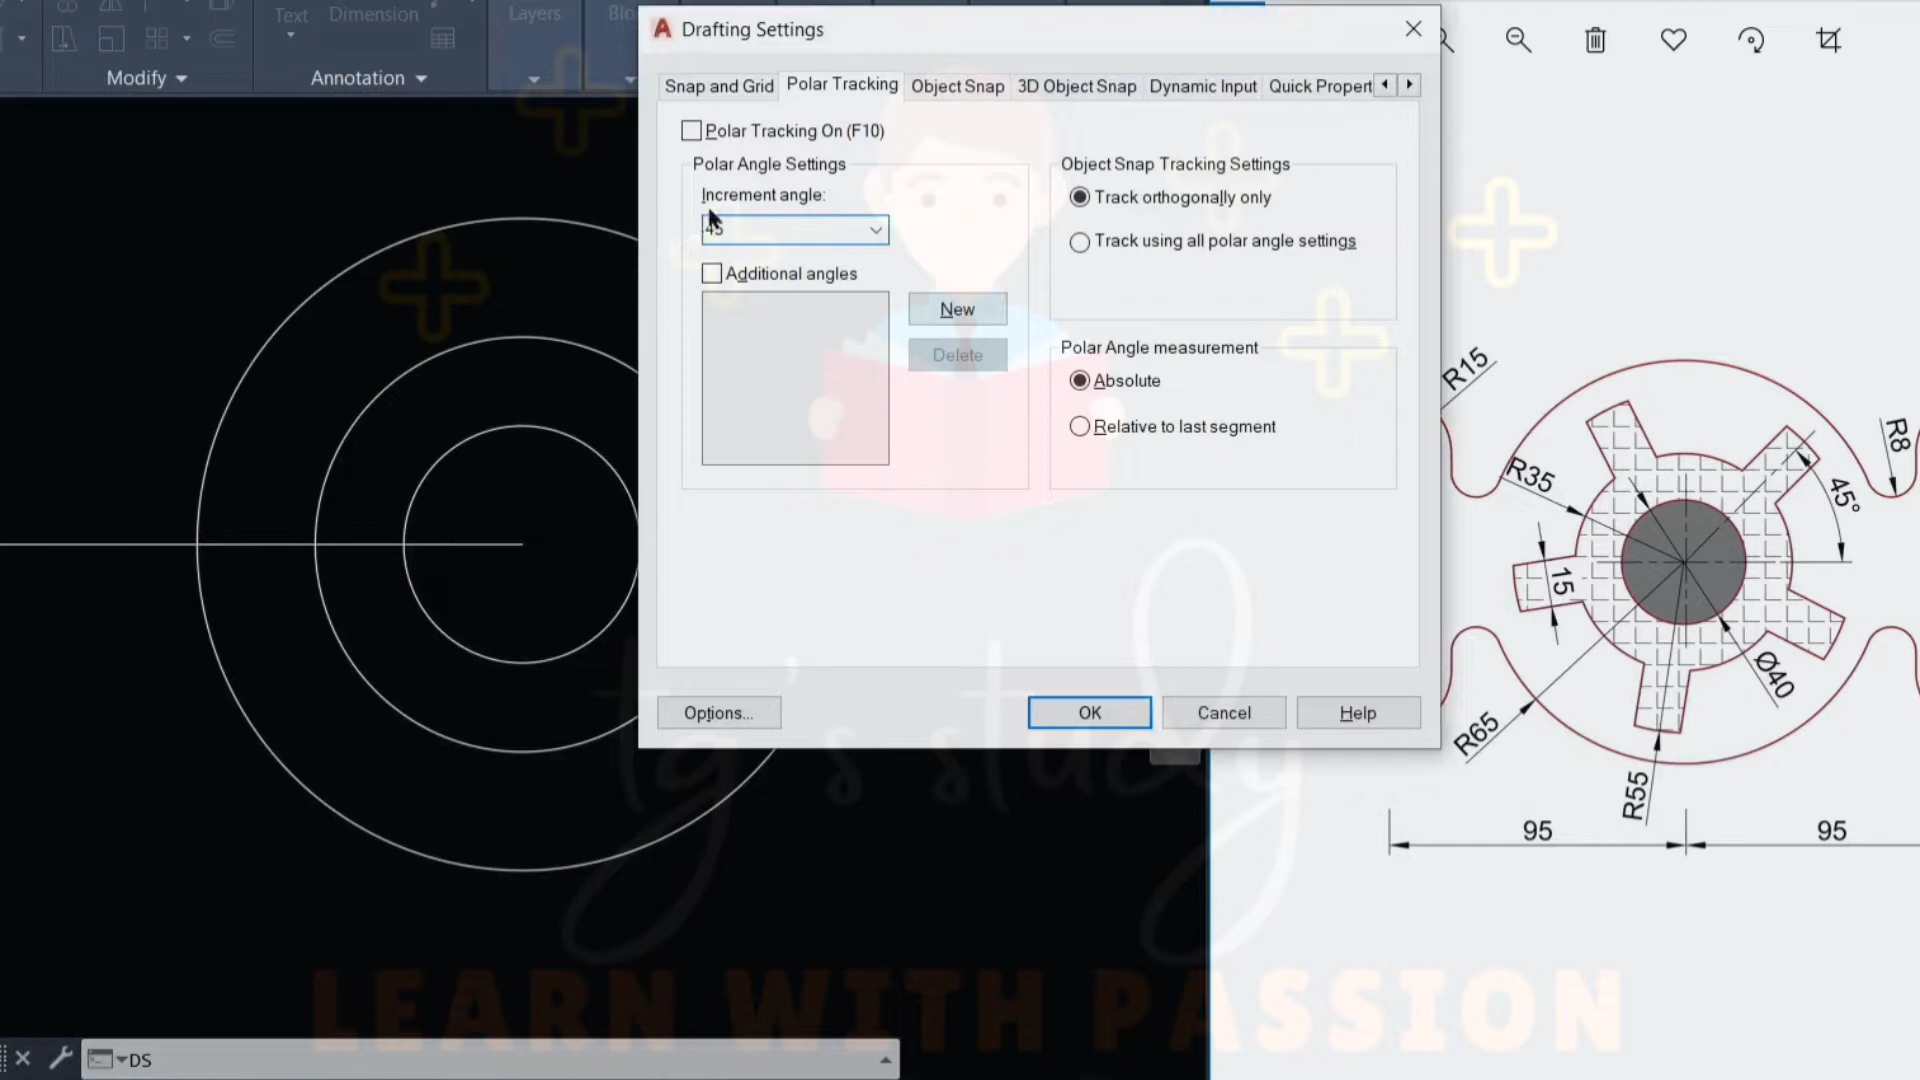 Text
Dimension
Layers
Modify
Annotation
Drafting Settings
Snap and Grid
Polar Tracking
Object Snap
3D Object Snap
Dynamic Input
Quick Propert
Polar Tracking On (F10)
Polar Angle Settings
Increment angle:
45
Additional angles
New
Delete
Object Snap Tracking Settings
Track orthogonally only
Track using all polar angle settings
Polar Angle measurement
Absolute
Relative to last segment
Options...
OK
Cancel
Help
R15
R8
R35
45°
15
Ø40
R65
R55
95
95
tg's study
LEARN WITH PASSION
DS